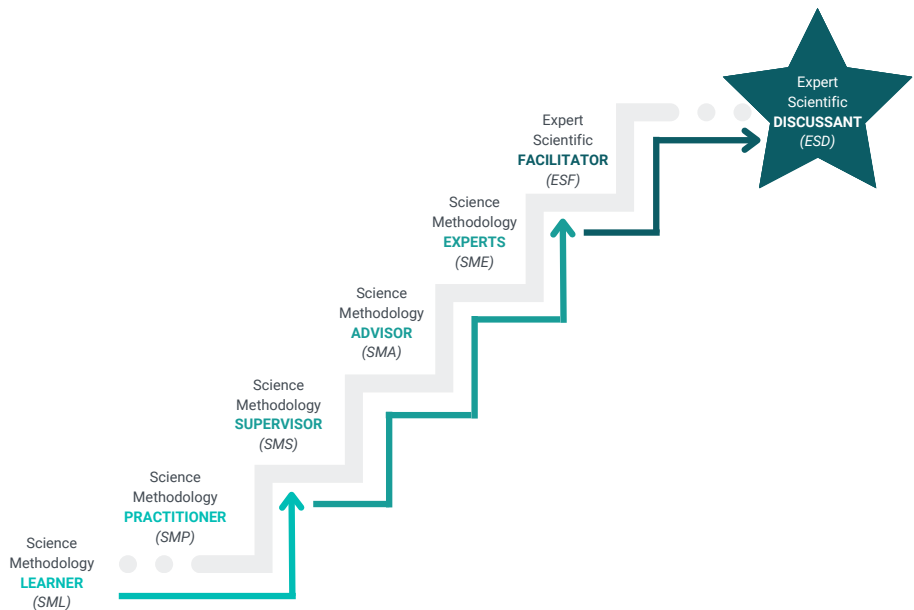 Expert
Scientific
DISCUSSANT
(ESD)
Expert
Scientific
FACILITATOR
(ESF)
Science
Methodology
EXPERTS
(SME)
Science
Methodology
ADVISOR
(SMA)
Science
Methodology
SUPERVISOR
(SMS)
Science
Methodology
PRACTITIONER
(SMP)
Science
Methodology
LEARNER
(SML)